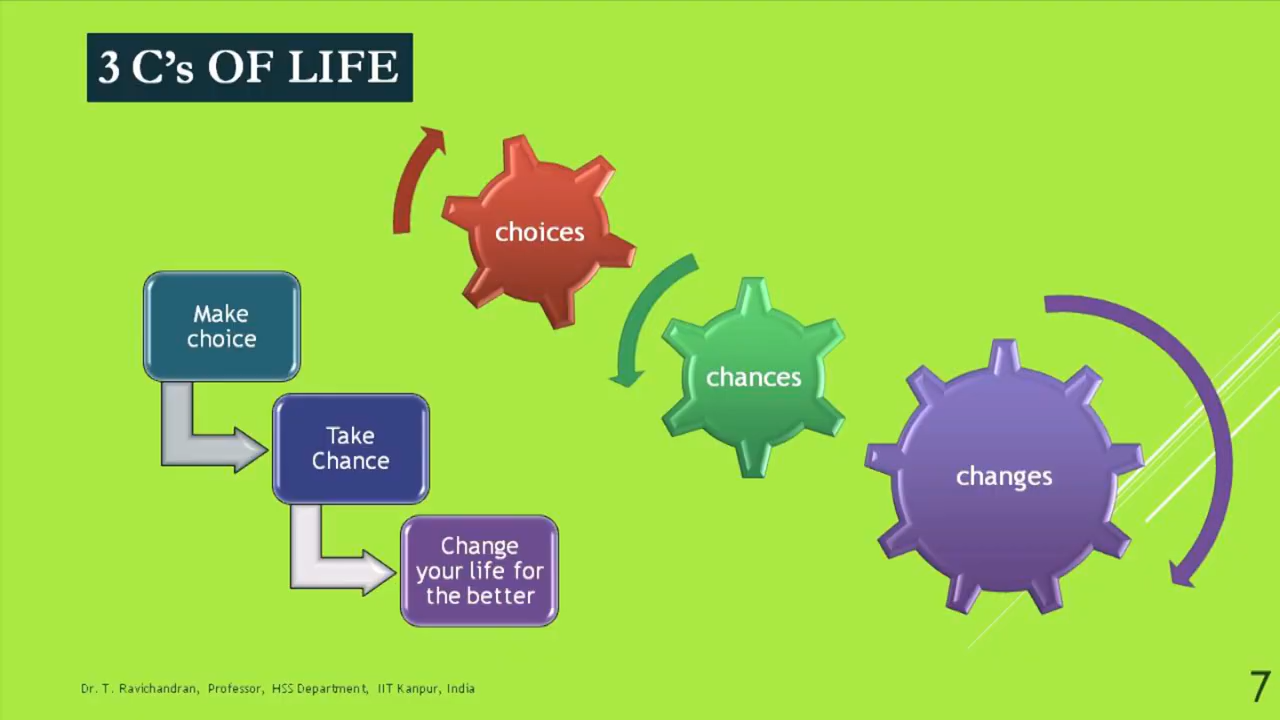 3 C's OF LIFE
choices
chances
changes
Make
choice
Take
Chance
Change
your life for
the better
Dr. T. Ravichandran, Professor, HSS Department, IIT Kanpur, India
7